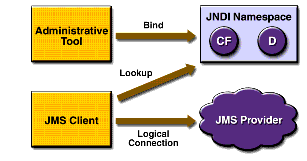 Administrative
Tool
Bind
JNDI Namespace
CF
D
Lookup
JMS Client
Logical
Connection
JMS Provider